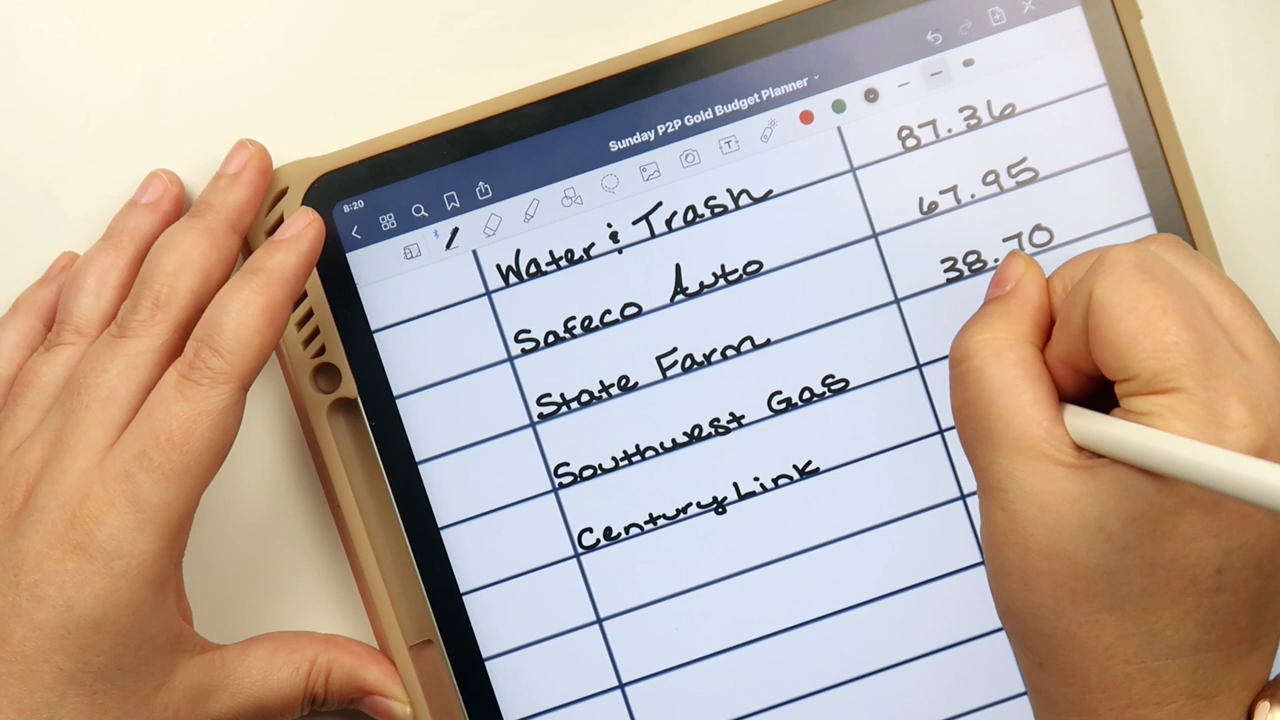 8:20
Sunday P2P Gold Budget Planner
T
Water & Trash 87.36
Safeco Auto 67.95
State Farm 38.70
Southwest Gas
CenturyLink